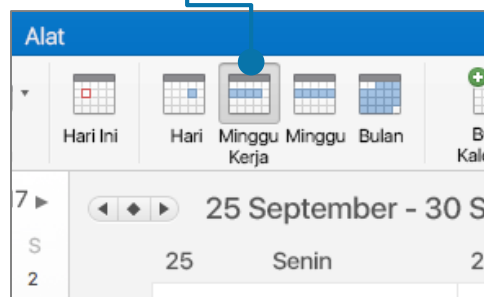 Alat
Hari Ini
Hari
Minggu
Kerja
Minggu
Bulan
25 September - 30
S
2
25
Senin